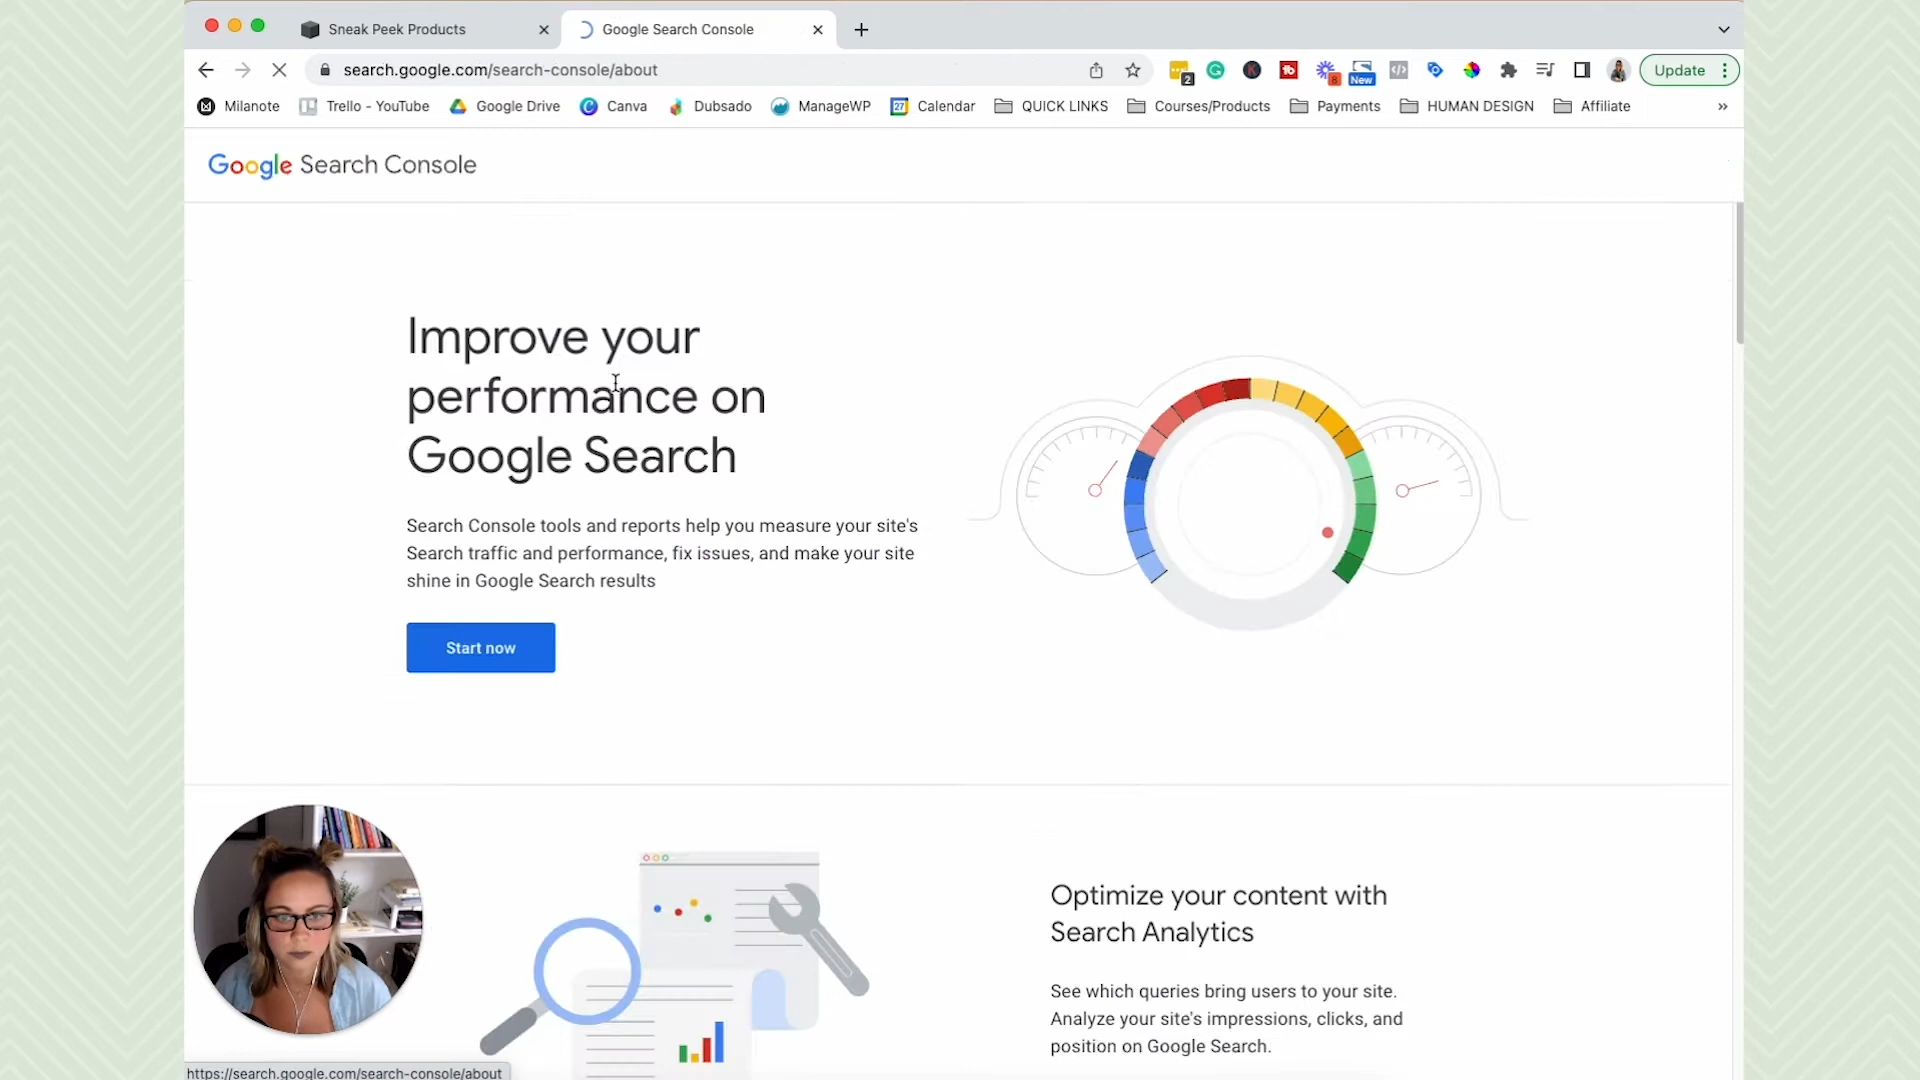 Sneak Peek Products
Google Search Console
search.google.com/search-console/about
2
8
New
Update
Milanote
Trello - YouTube
Google Drive
Canva
Dubsado
ManageWP
27
Calendar
QUICK LINKS
Courses/Products
Payments
HUMAN DESIGN
Affiliate
»
Google Search Console
Improve your
performance on
Google Search
Search Console tools and reports help you measure your site's
Search traffic and performance, fix issues, and make your site
shine in Google Search results
Start now
Optimize your content with
Search Analytics
See which queries bring users to your site.
Analyze your site's impressions, clicks, and
position on Google Search.
https://search.google.com/search-console/about